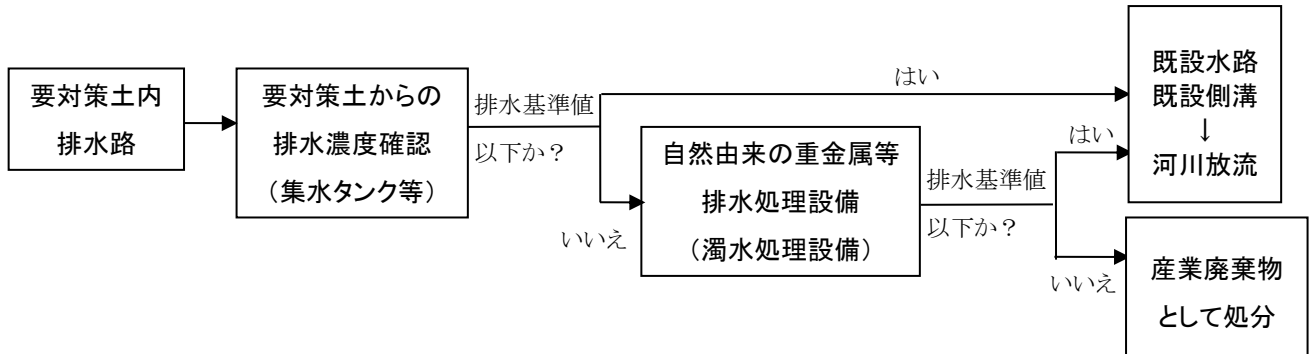 要対策土内
排水路
要対策土からの
排水濃度確認
（集水タンク等）
排水基準値
以下か？
はい
いいえ
自然由来の重金属等
排水処理設備
（濁水処理設備）
排水基準値
以下か？
はい
いいえ
既設水路
既設側溝
↓
河川放流
産業廃棄物
として処分